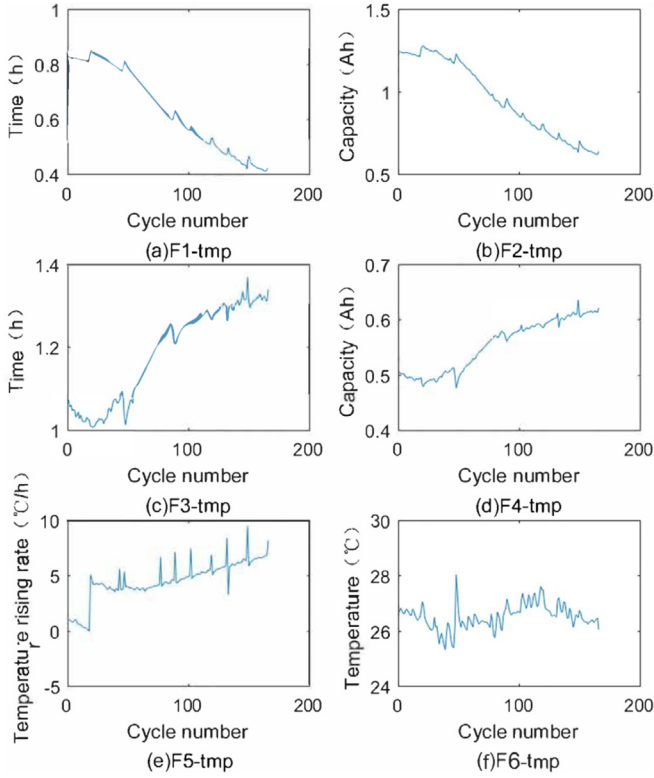 1
0.8
0.6
0.4
Time（h）
0 100 200
Cycle number
(a)F1-tmp
1.5
1
0.5
Capacity（Ah）
0 100 200
Cycle number
(b)F2-tmp
1.4
1.2
1
Time（h）
0 100 200
Cycle number
(c)F3-tmp
0.7
0.6
0.5
0.4
Capacity（Ah）
0 100 200
Cycle number
(d)F4-tmp
10
5
0
-5
Temperature rising rate（℃/h）
r
0 100 200
Cycle number
(e)F5-tmp
30
28
26
24
Temperature（℃）
0 100 200
Cycle number
(f)F6-tmp